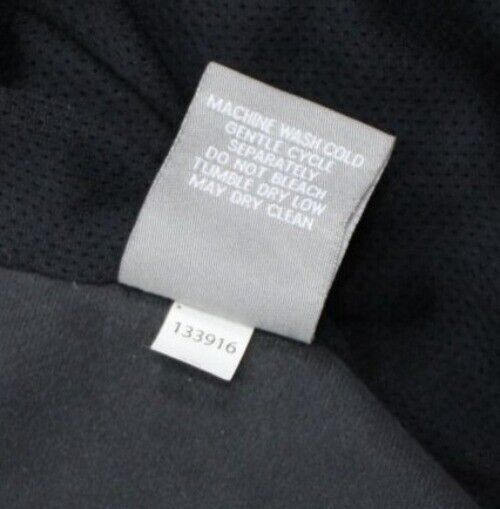 MACHINE WASH COLD
GENTLE CYCLE
SEPARATELY
DO NOT BLEACH
TUMBLE DRY LOW
MAY DRY CLEAN
133916